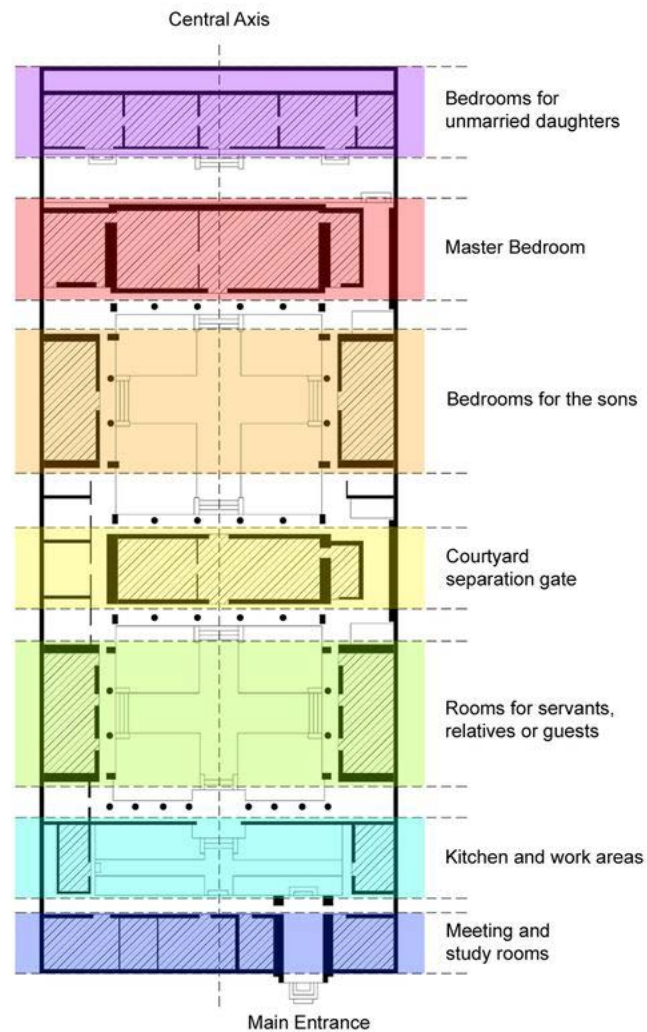 Central Axis
Bedrooms for
unmarried daughters
Master Bedroom
Bedrooms for the sons
Courtyard
separation gate
Rooms for servants,
relatives or guests
Kitchen and work areas
Meeting and
study rooms
Main Entrance